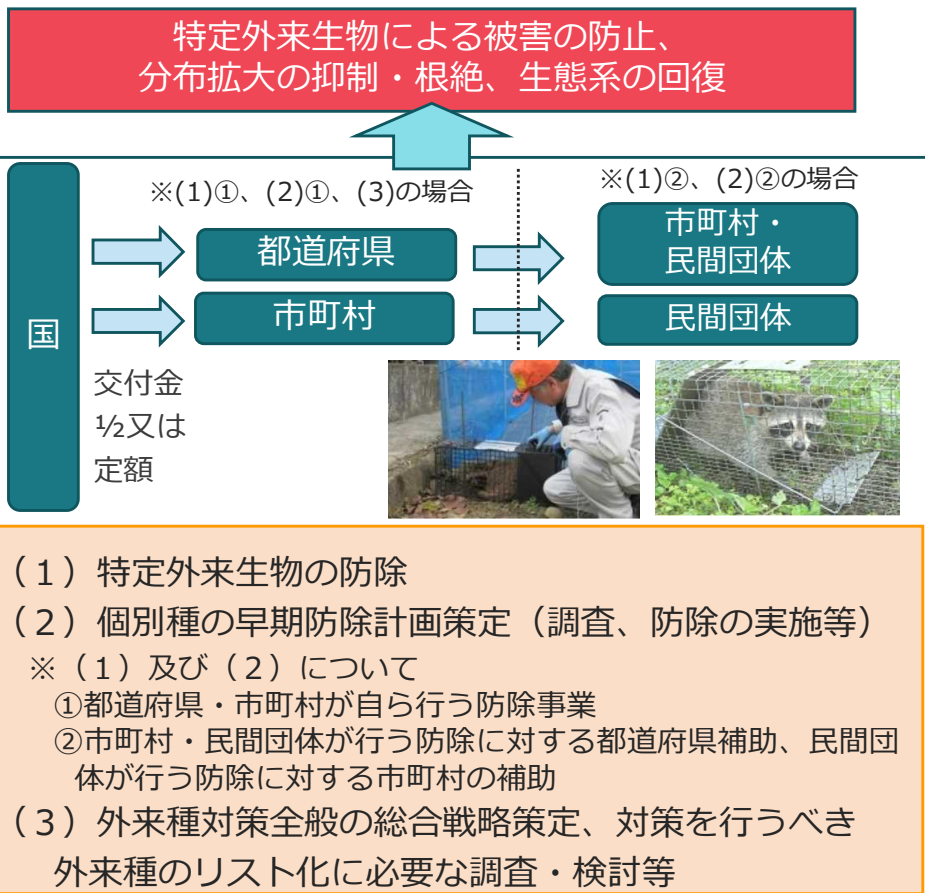 特定外来生物による被害の防止、
分布拡大の抑制・根絶、生態系の回復
※(1)①、(2)①、(3)の場合
※(1)②、(2)②の場合
国
都道府県
市町村・
民間団体
市町村
民間団体
交付金
½又は
定額
（１）特定外来生物の防除
（２）個別種の早期防除計画策定（調査、防除の実施等）
※（１）及び（２）について
①都道府県・市町村が自ら行う防除事業
②市町村・民間団体が行う防除に対する都道府県補助、民間団
体が行う防除に対する市町村の補助
（３）外来種対策全般の総合戦略策定、対策を行うべき
外来種のリスト化に必要な調査・検討等